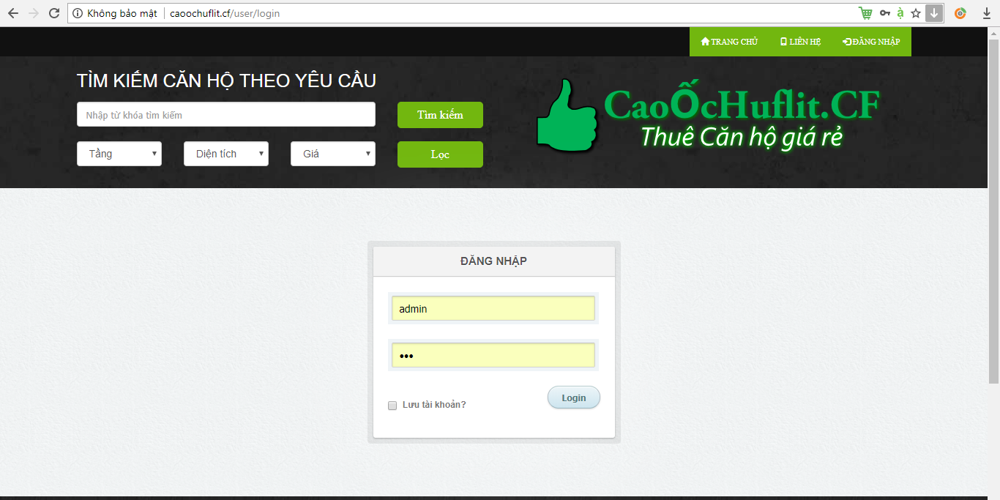 Không bảo mật caoochuflit.cf/user/login
TRANG CHỦ LIÊN HỆ ĐĂNG NHẬP
TÌM KIẾM CĂN HỘ THEO YÊU CẦU
Nhập từ khóa tìm kiếm Tìm kiếm
Tầng Diện tích Giá Lọc
CaoỐcHuflit.CF
Thuê Căn hộ giá rẻ
ĐĂNG NHẬP
admin
•••
Lưu tài khoản? Login